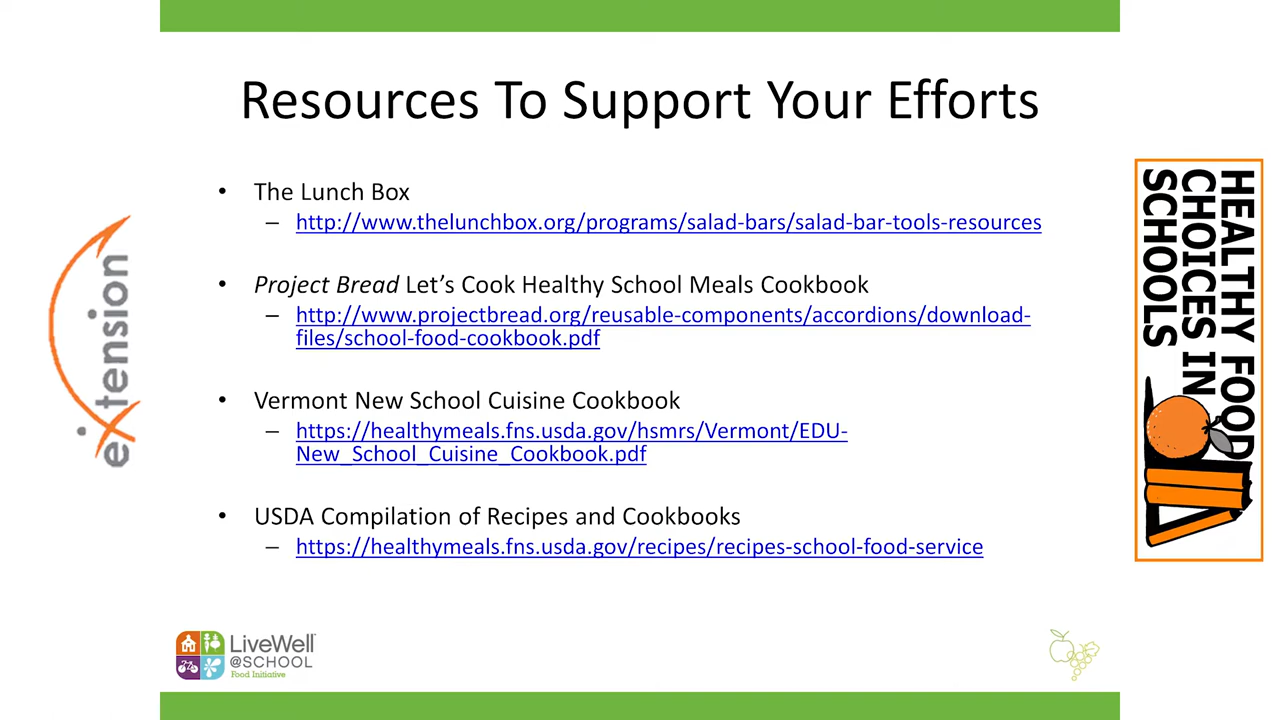 Resources To Support Your Efforts
• The Lunch Box
– http://www.thelunchbox.org/programs/salad-bars/salad-bar-tools-resources
• Project Bread Let’s Cook Healthy School Meals Cookbook
– http://www.projectbread.org/reusable-components/accordions/download-
files/school-food-cookbook.pdf
• Vermont New School Cuisine Cookbook
– https://healthymeals.fns.usda.gov/hsmrs/Vermont/EDU-
New_School_Cuisine_Cookbook.pdf
• USDA Compilation of Recipes and Cookbooks
– https://healthymeals.fns.usda.gov/recipes/recipes-school-food-service
eXtension
HEALTHY FOOD
CHOICES IN
SCHOOLS
LiveWell
@SCHOOL
Food Initiative